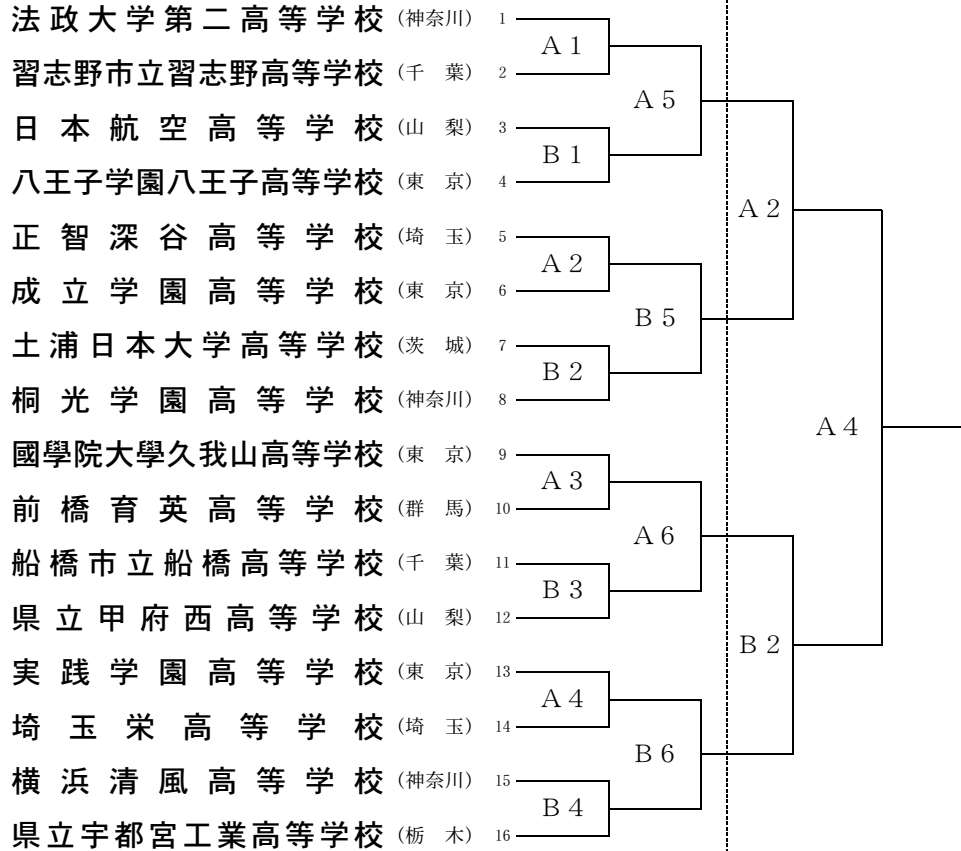 法政大学第二高等学校 (神奈川) 1
A 1
習志野市立習志野高等学校 (千 葉) 2
A 5
日本航空高等学校 (山 梨) 3
B 1
八王子学園八王子高等学校 (東 京) 4
A 2
正智深谷高等学校 (埼 玉) 5
A 2
成立学園高等学校 (東 京) 6
B 5
土浦日本大学高等学校 (茨 城) 7
B 2
桐光学園高等学校 (神奈川) 8
A 4
國學院大學久我山高等学校 (東 京) 9
A 3
前橋育英高等学校 (群 馬) 10
A 6
船橋市立船橋高等学校 (千 葉) 11
B 3
県立甲府西高等学校 (山 梨) 12
B 2
実践学園高等学校 (東 京) 13
A 4
埼玉栄高等学校 (埼 玉) 14
B 6
横浜清風高等学校 (神奈川) 15
B 4
県立宇都宮工業高等学校 (栃 木) 16